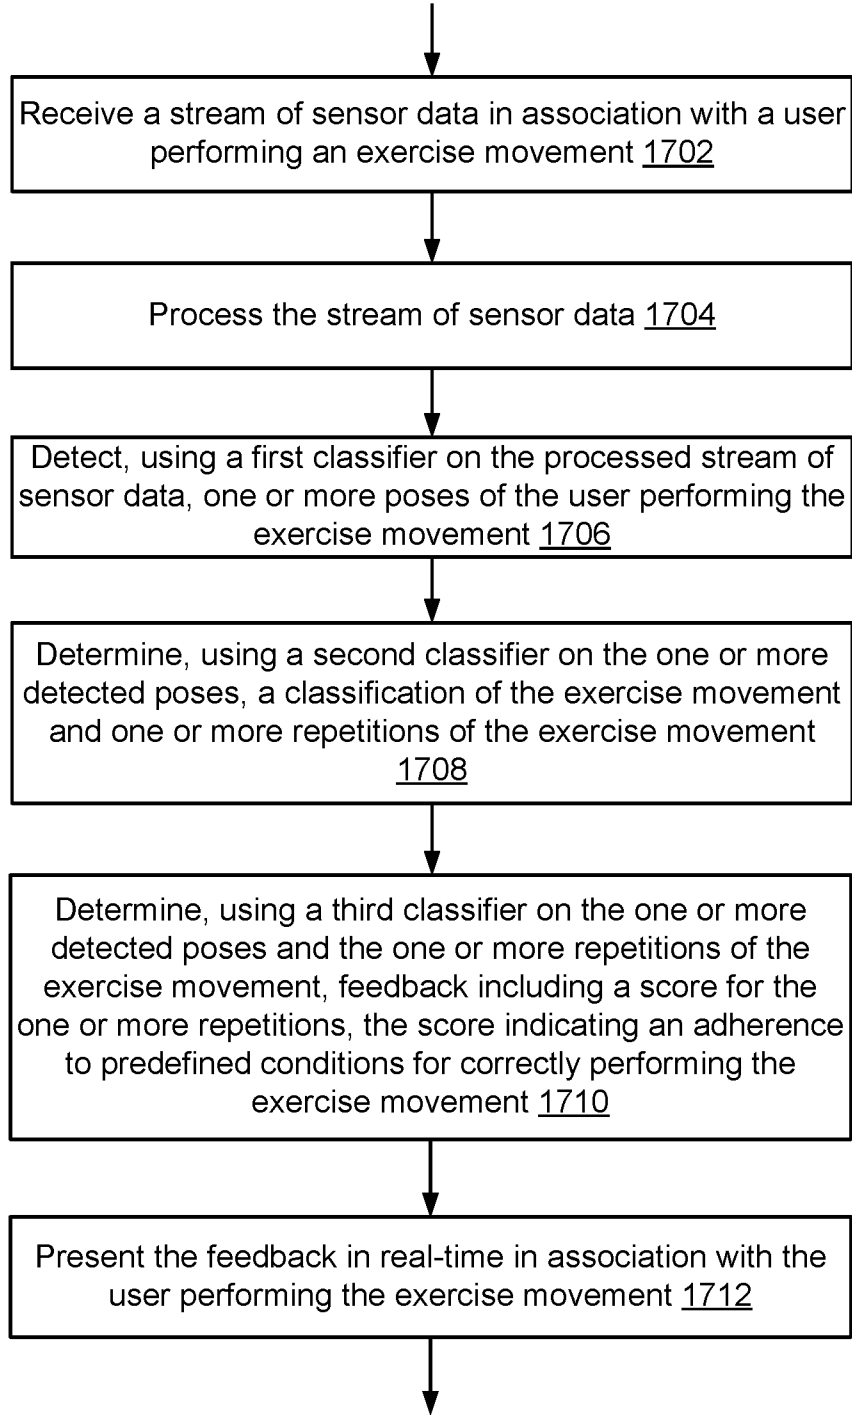 Receive a stream of sensor data in association with a user
performing an exercise movement 1702
Process the stream of sensor data 1704
Detect, using a first classifier on the processed stream of
sensor data, one or more poses of the user performing the
exercise movement 1706
Determine, using a second classifier on the one or more
detected poses, a classification of the exercise movement
and one or more repetitions of the exercise movement
1708
Determine, using a third classifier on the one or more
detected poses and the one or more repetitions of the
exercise movement, feedback including a score for the
one or more repetitions, the score indicating an adherence
to predefined conditions for correctly performing the
exercise movement 1710
Present the feedback in real-time in association with the
user performing the exercise movement 1712